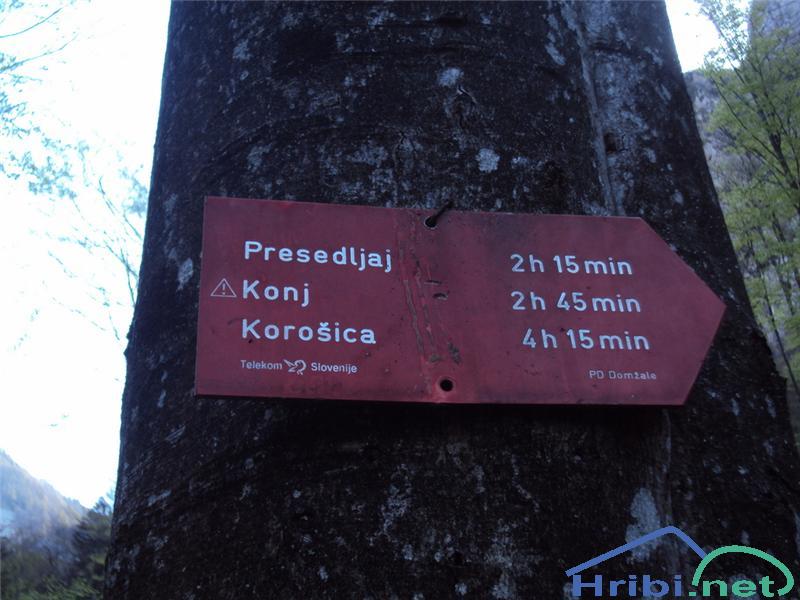 Presedljaj 2h 15min
Konj 2h 45min
Korošica 4h 15min
Telekom Slovenije PD Domžale
Hribi.net